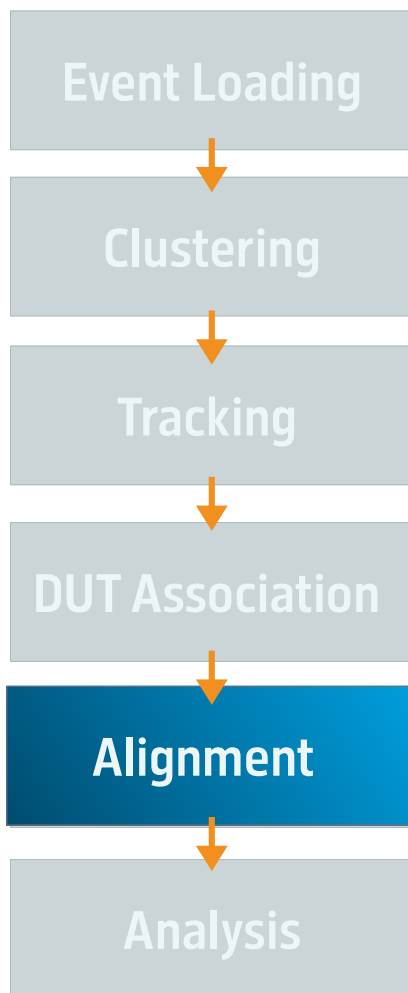 Event Loading
Clustering
Tracking
DUT Association
Alignment
Analysis